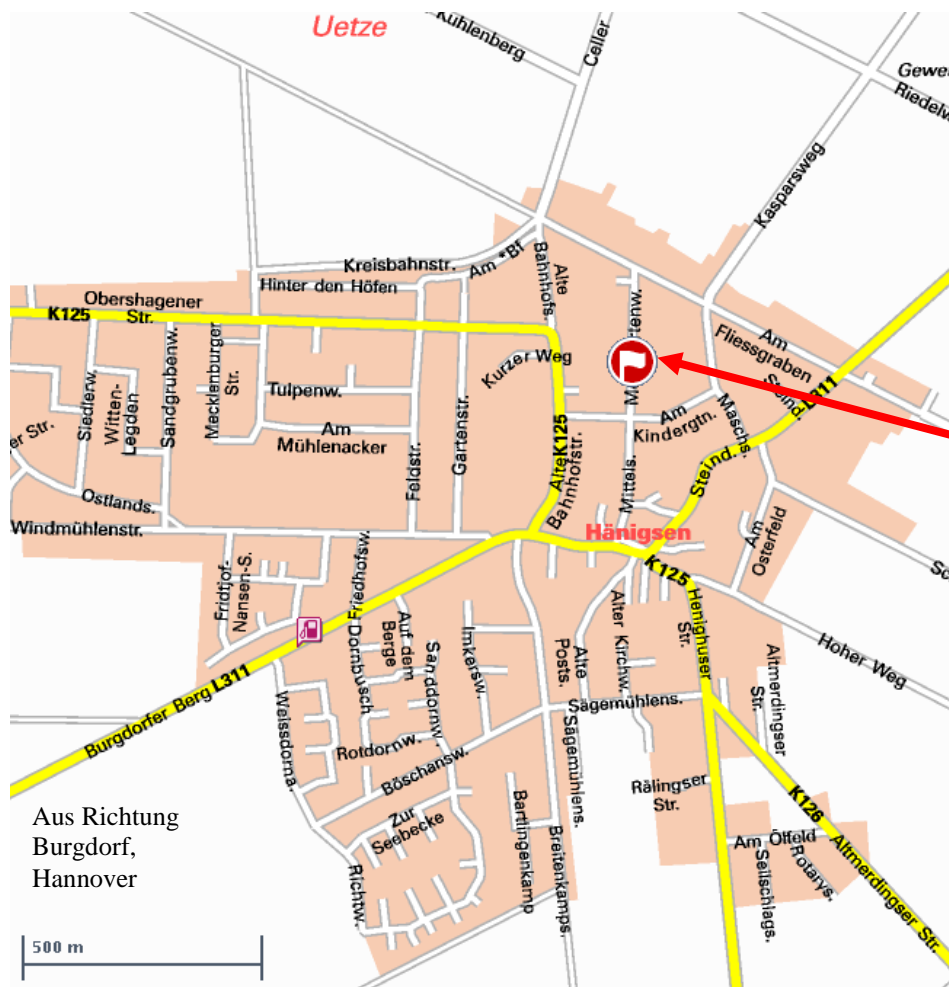 Uetze
Kuhlenberg
Celler
Riedelw
Kasparsweg
Kreisbahnstr.
Am *Bf
Alte
Bahnhofs.
Hinter den Höfen
Obershagener
Str.
K125
Am
Fliessgraben
Kurzer Weg
Siedlerw.
Witten-
Legden
Sandgrubenw.
Mecklenburger
Str.
Tulpenw.
Am
Mühlenacker
Feldstr.
Gartenstr.
Alte
K125
Bahnhofstr.
Am
Kindergtn.
Mittels.
Maschs.
Steind.
L311
Steind.
Ostlands.
Windmühlenstr.
Hänigsen
K125
Am
Osterfeld
Fridtjof-
Nansen-S.
Friedhofsw.
Dornbusch
Auf dem
Berge
Sanddornw.
Imkersw.
Alte
Posts.
Alter Kirchw.
Henighuser
Str.
Hoher Weg
Altmerdingser
Str.
Burgdorfer Berg
L311
Weissdorna.
Rotdornw.
Böschansw.
Sägemühlens.
Sägemühlens.
Rälingser
Str.
K126
Zur
Seebecke
Bartlingenkamp
Breitenkamps.
Am Ölfeld
Seilschlags.
Rotarys.
Altmerdingser Str.
Richtw.
Aus Richtung
Burgdorf,
Hannover
500 m